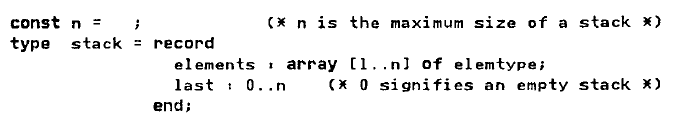 const n =   ;          (* n is the maximum size of a stack *)
type  stack = record
                elements : array [1..n] of elemtype;
                last : 0..n    (* 0 signifies an empty stack *)
              end;